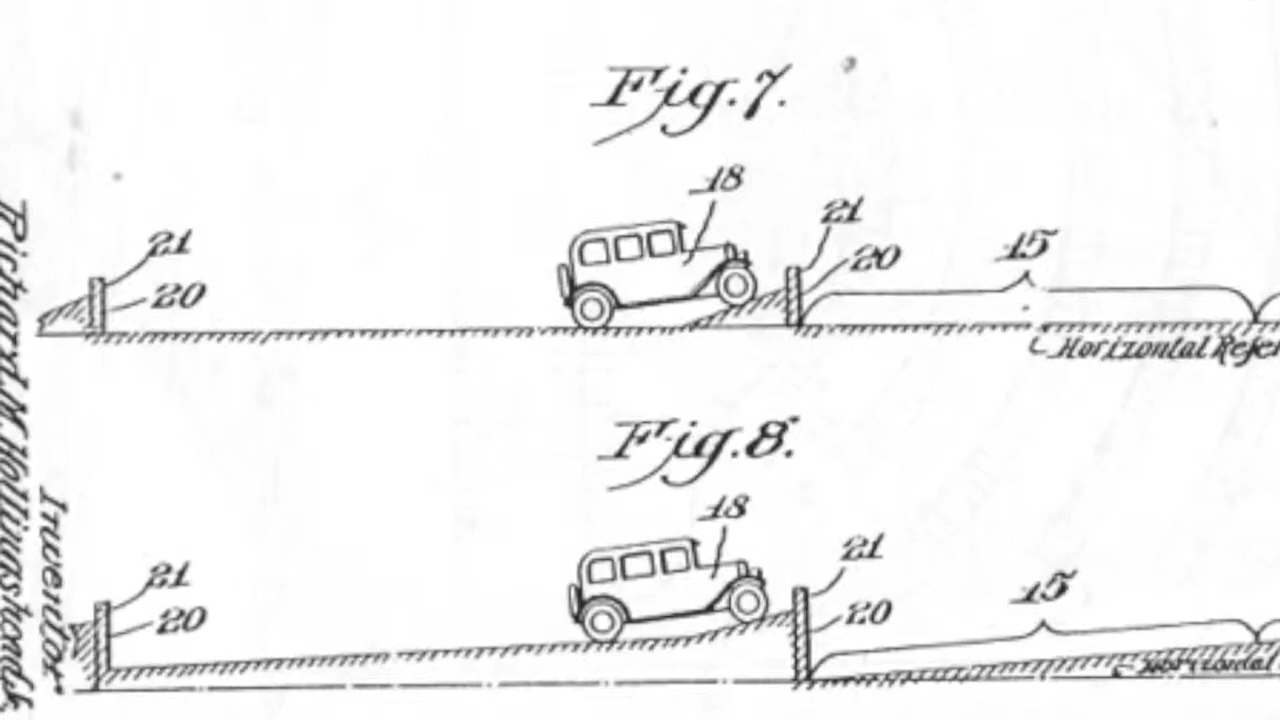 Fig. 7.
18
21
21
20
15
20
Horizontal Refer
Fig. 8.
18
21
21
15
20
20
Horizontal
Inventor
Richard M. Hollingshead